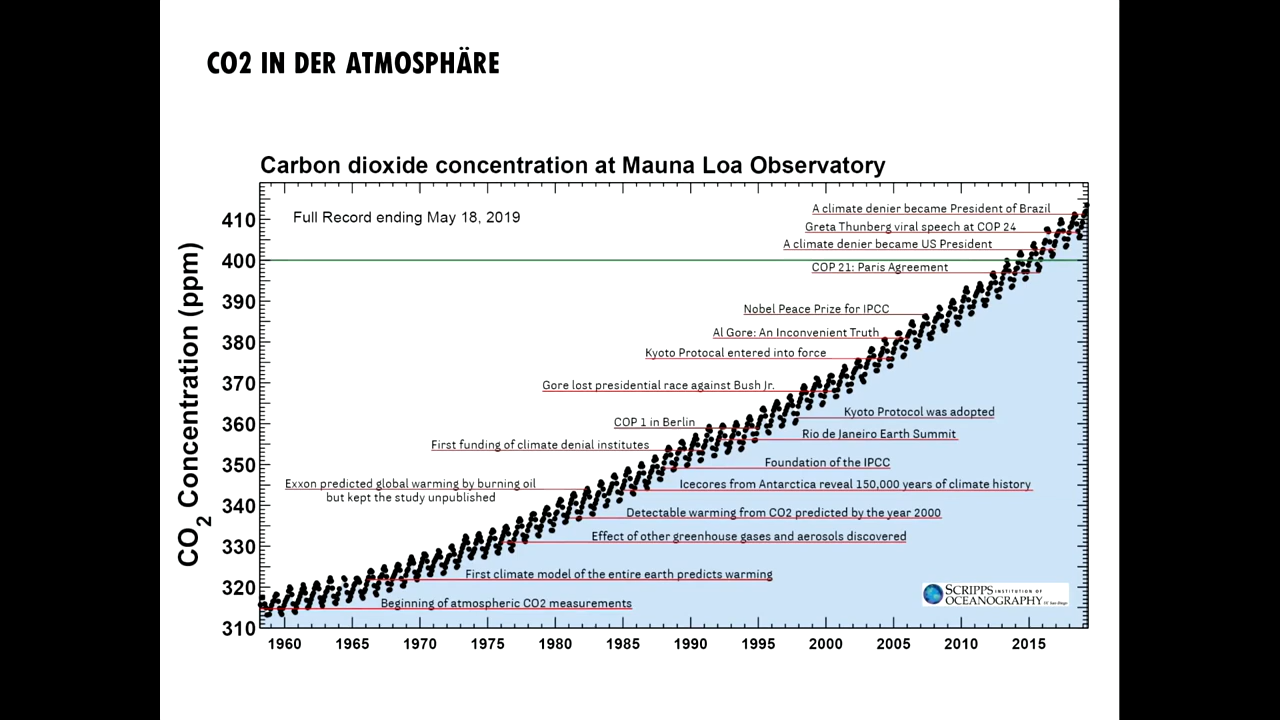 CO2 IN DER ATMOSPHÄRE
Carbon dioxide concentration at Mauna Loa Observatory
Full Record ending May 18, 2019
CO2 Concentration (ppm)
410
400
390
380
370
360
350
340
330
320
310
A climate denier became President of Brazil
Greta Thunberg viral speech at COP 24
A climate denier became US President
COP 21: Paris Agreement
Nobel Peace Prize for IPCC
Al Gore: An Inconvenient Truth
Kyoto Protocal entered into force
Gore lost presidential race against Bush Jr.
Kyoto Protocol was adopted
COP 1 in Berlin
Rio de Janeiro Earth Summit
First funding of climate denial institutes
Foundation of the IPCC
Exxon predicted global warming by burning oil
but kept the study unpublished
Icecores from Antarctica reveal 150,000 years of climate history
Detectable warming from CO2 predicted by the year 2000
Effect of other greenhouse gases and aerosols discovered
First climate model of the entire earth predicts warming
Beginning of atmospheric CO2 measurements
SCRIPPS INSTITUTION OF
OCEANOGRAPHY UC San Diego
1960 1965 1970 1975 1980 1985 1990 1995 2000 2005 2010 2015